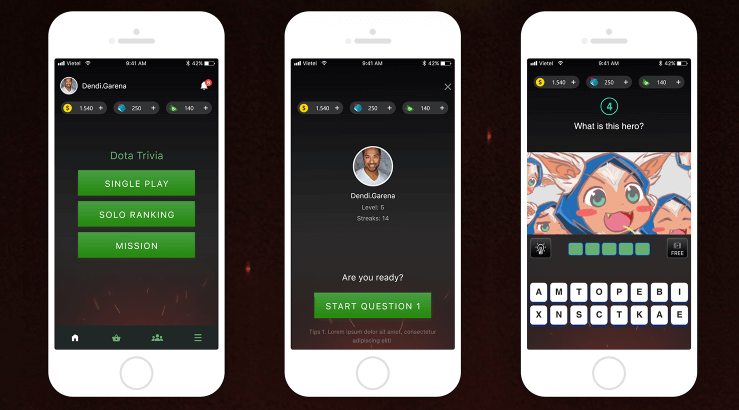 Vietel 9:41 AM 42%
Dendi.Garena
1.540 + 250 + 140 +
Dota Trivia
SINGLE PLAY
SOLO RANKING
MISSION
Vietel 9:41 AM 42%
×
1.540 + 250 + 140 +
Dendi.Garena
Level: 5
Streaks: 14
Are you ready?
START QUESTION 1
Tips 1: Lorem ipsum dolor sit amet, consectetur
adipiscing elit!
Vietel 9:41 AM 42%
1.540 + 250 + 140 +
4
What is this hero?
FREE
A M T O P E B I
X N S C T K A E